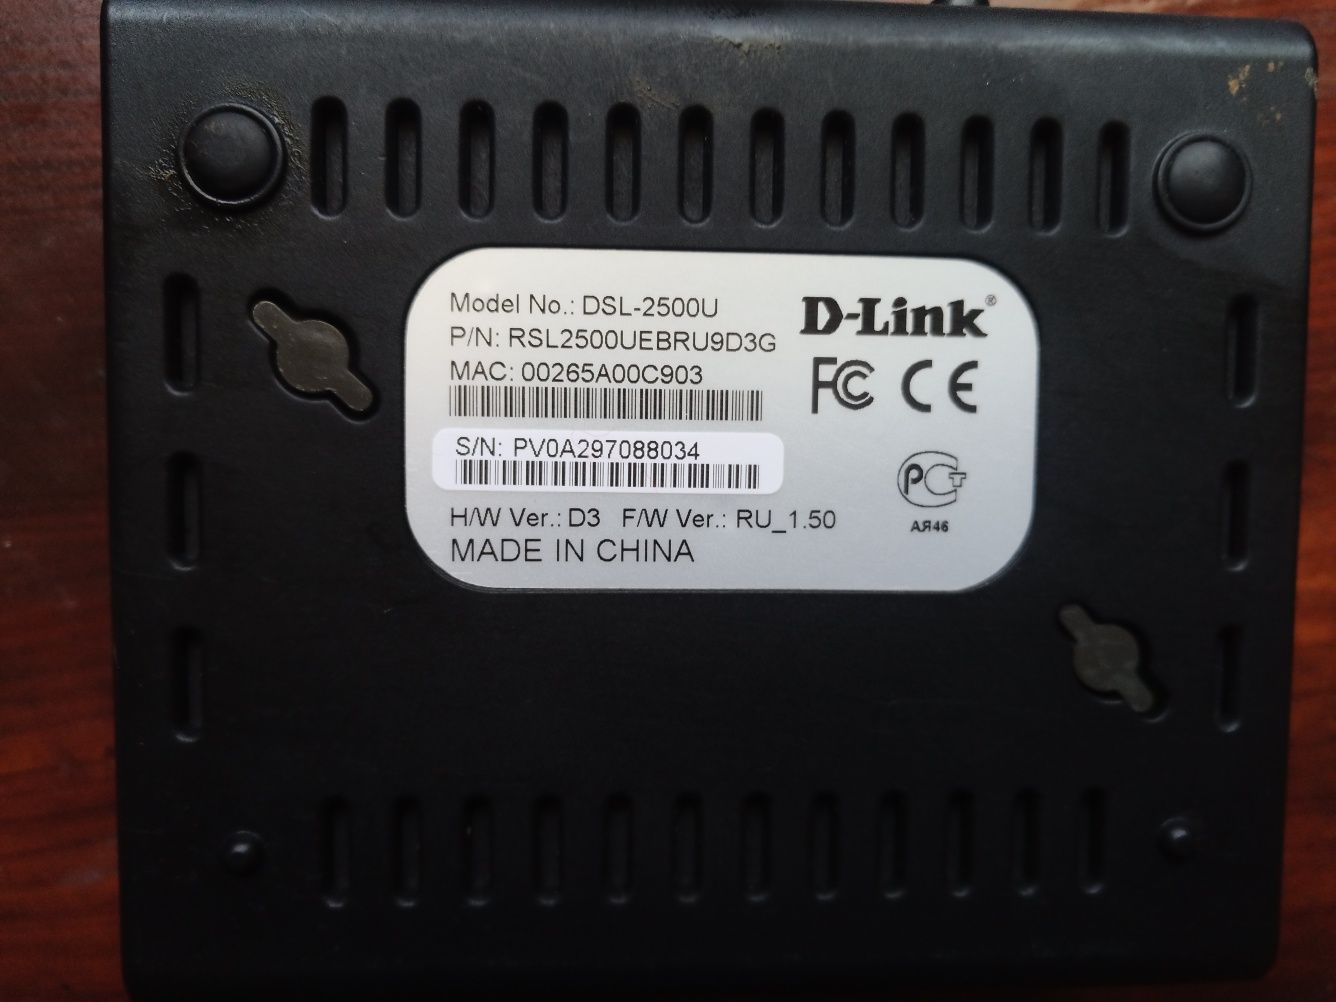 Model No.: DSL-2500U
D-Link®
P/N: RSL2500UEBRU9D3G
MAC: 00265A00C903
FC CE
S/N: PV0A297088034
РСТ
АЯ46
H/W Ver.: D3 F/W Ver.: RU_1.50
MADE IN CHINA